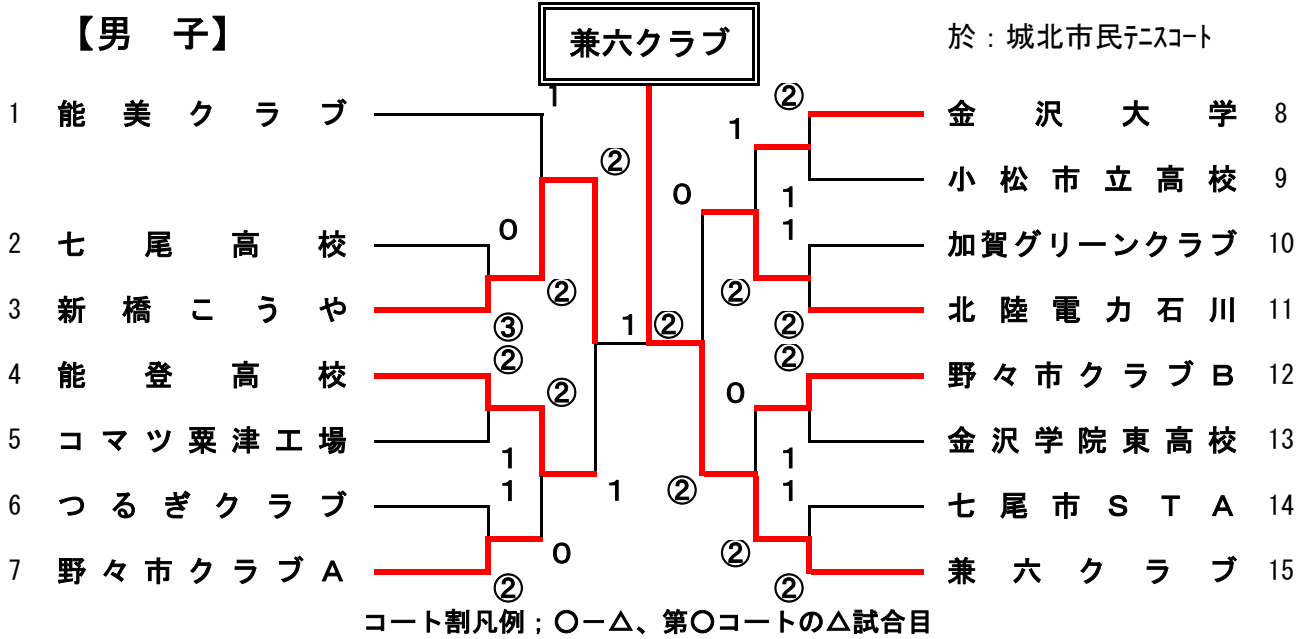 【男　子】
兼六クラブ
於：城北市民ﾃﾆｽｺｰﾄ
1 能美クラブ
1
②
金沢大学 8
1
②
小松市立高校 9
0
1
2 七尾高校
0
1
加賀グリーンクラブ 10
②
②
3 新橋こうや
③
1
②
②
北陸電力石川 11
②
②
4 能登高校
②
0
野々市クラブB 12
5 コマツ粟津工場
1
1
金沢学院東高校 13
1
1
②
1
6 つるぎクラブ
七尾市STA 14
0
②
7 野々市クラブA
②
②
兼六クラブ 15
コート割凡例；○ー△、第○コートの△試合目